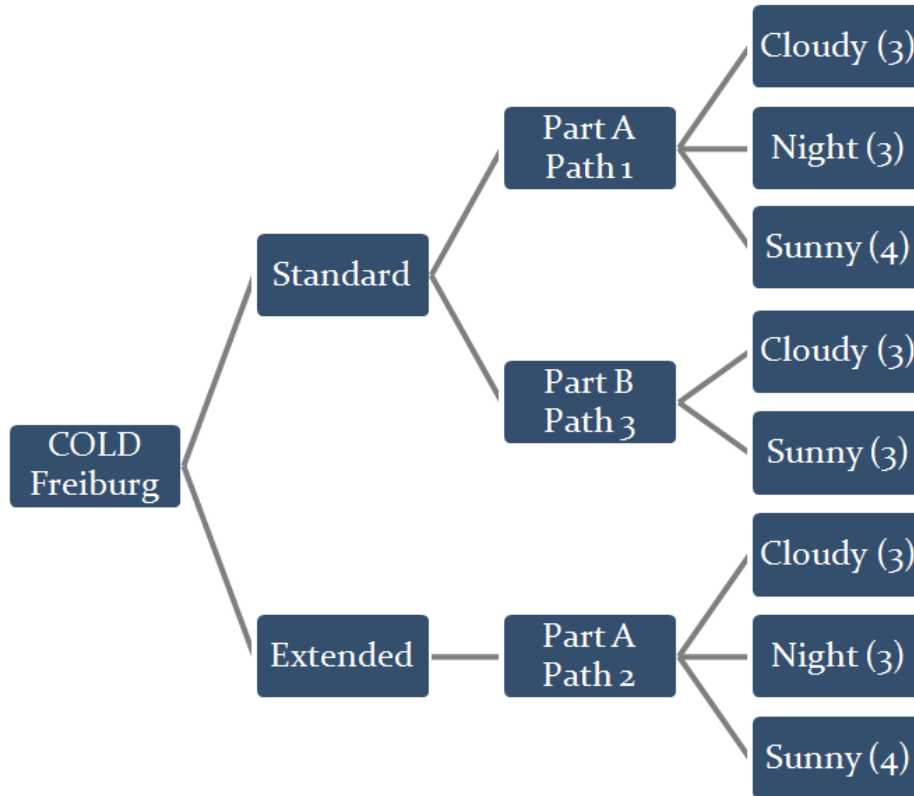 Cloudy (3)
Part A
Path 1
Night (3)
Sunny (4)
Standard
Cloudy (3)
Part B
Path 3
Sunny (3)
COLD
Freiburg
Cloudy (3)
Extended
Part A
Path 2
Night (3)
Sunny (4)